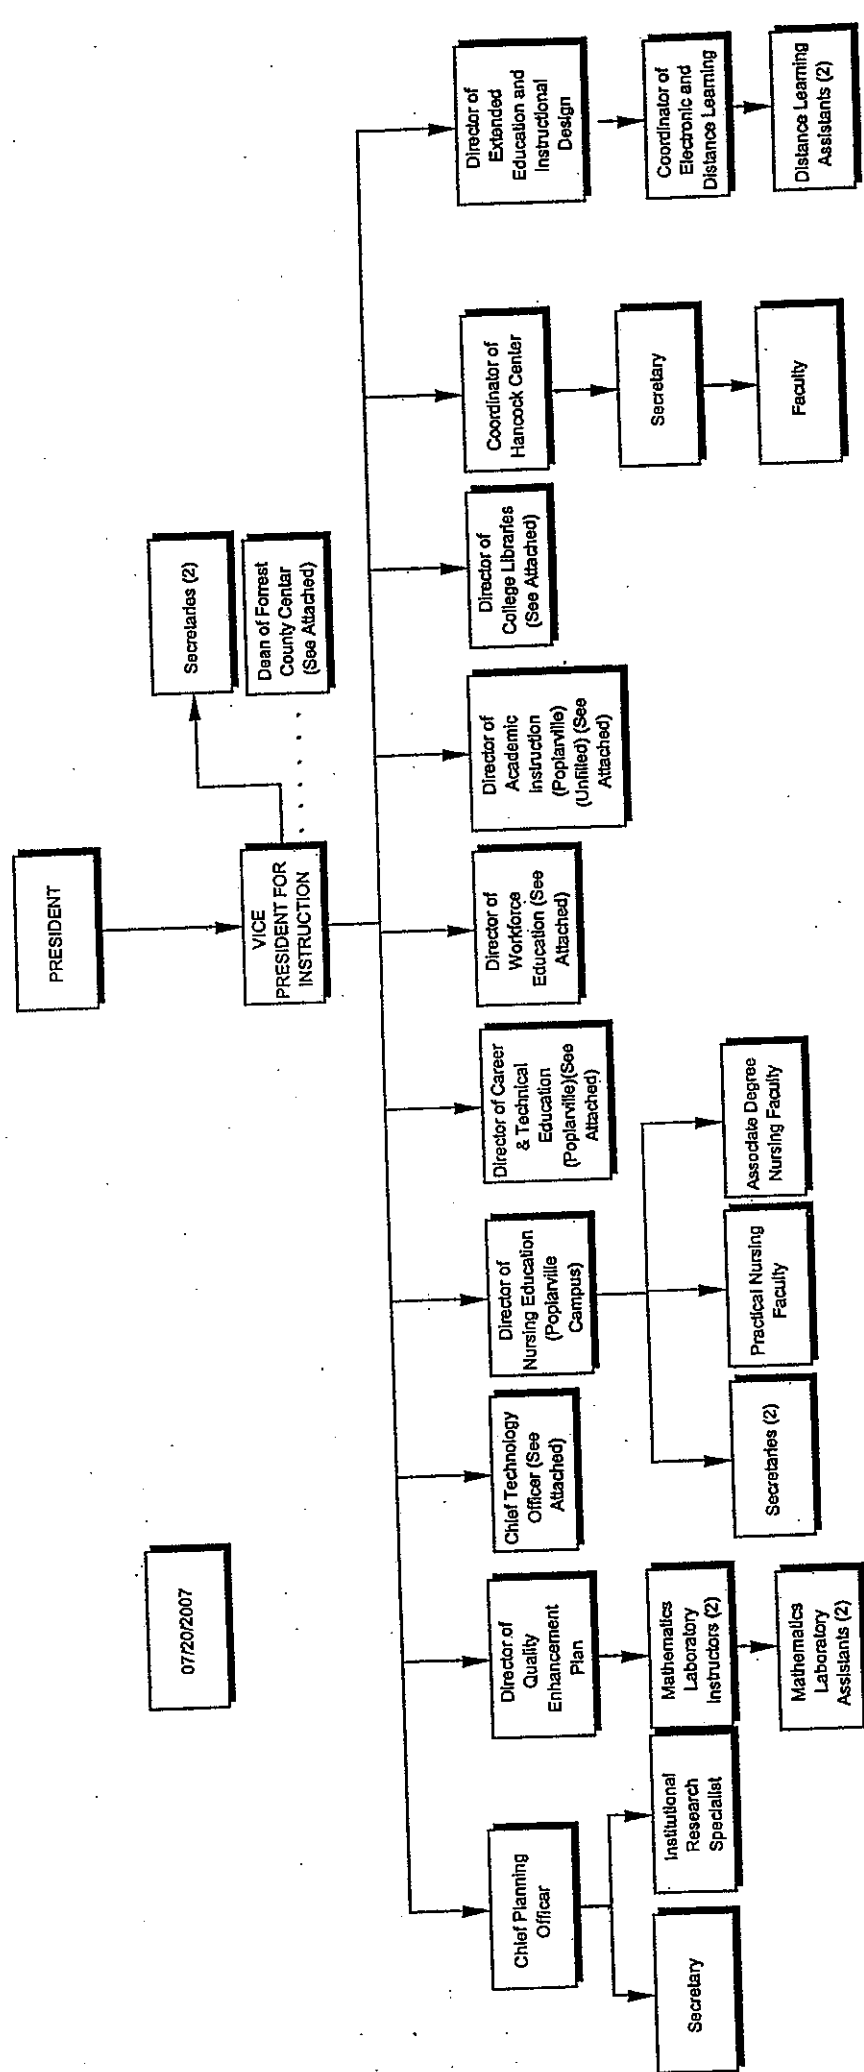 07/20/2007
PRESIDENT
VICE
PRESIDENT FOR
INSTRUCTION
Secretaries (2)
Dean of Forrest
County Center
(See Attached)
Chief Planning
Officer
Director of
Quality
Enhancement
Plan
Chief Technology
Officer (See
Attached)
Director of
Nursing Education
(Poplarville
Campus)
Director of Career
& Technical
Education
(Poplarville)(See
Attached)
Director of
Workforce
Education (See
Attached)
Director of
Academic
Instruction
(Poplarville)
(Unfilled) (See
Attached)
Director of
College Libraries
(See Attached)
Coordinator of
Hancock Center
Director of
Extended
Education and
Instructional
Design
Secretary
Institutional
Research
Specialist
Mathematics
Laboratory
Instructors (2)
Mathematics
Laboratory
Assistants (2)
Secretaries (2)
Practical Nursing
Faculty
Associate Degree
Nursing Faculty
Secretary
Faculty
Coordinator of
Electronic and
Distance Learning
Distance Learning
Assistants (2)